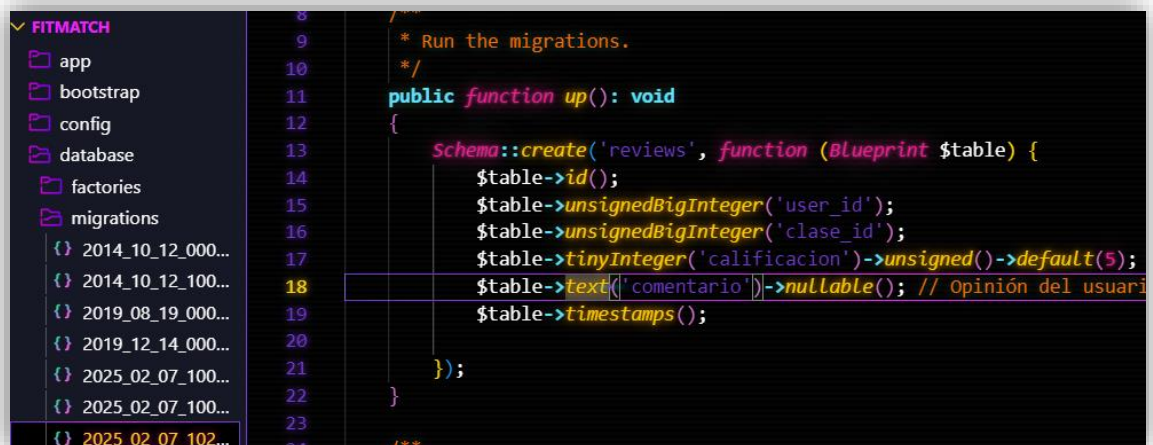 FITMATCH
app
bootstrap
config
database
factories
migrations
2014_10_12_000...
2014_10_12_100...
2019_08_19_000...
2019_12_14_000...
2025_02_07_100...
2025_02_07_100...
2025_02_07_102...
8 /**
9 * Run the migrations.
10 */
11 public function up(): void
12 {
13 Schema::create('reviews', function (Blueprint $table) {
14 $table->id();
15 $table->unsignedBigInteger('user_id');
16 $table->unsignedBigInteger('clase_id');
17 $table->tinyInteger('calificacion')->unsigned()->default(5);
18 $table->text('comentario')->nullable(); // Opinión del usuari
19 $table->timestamps();
20
21 });
22 }
23
/**